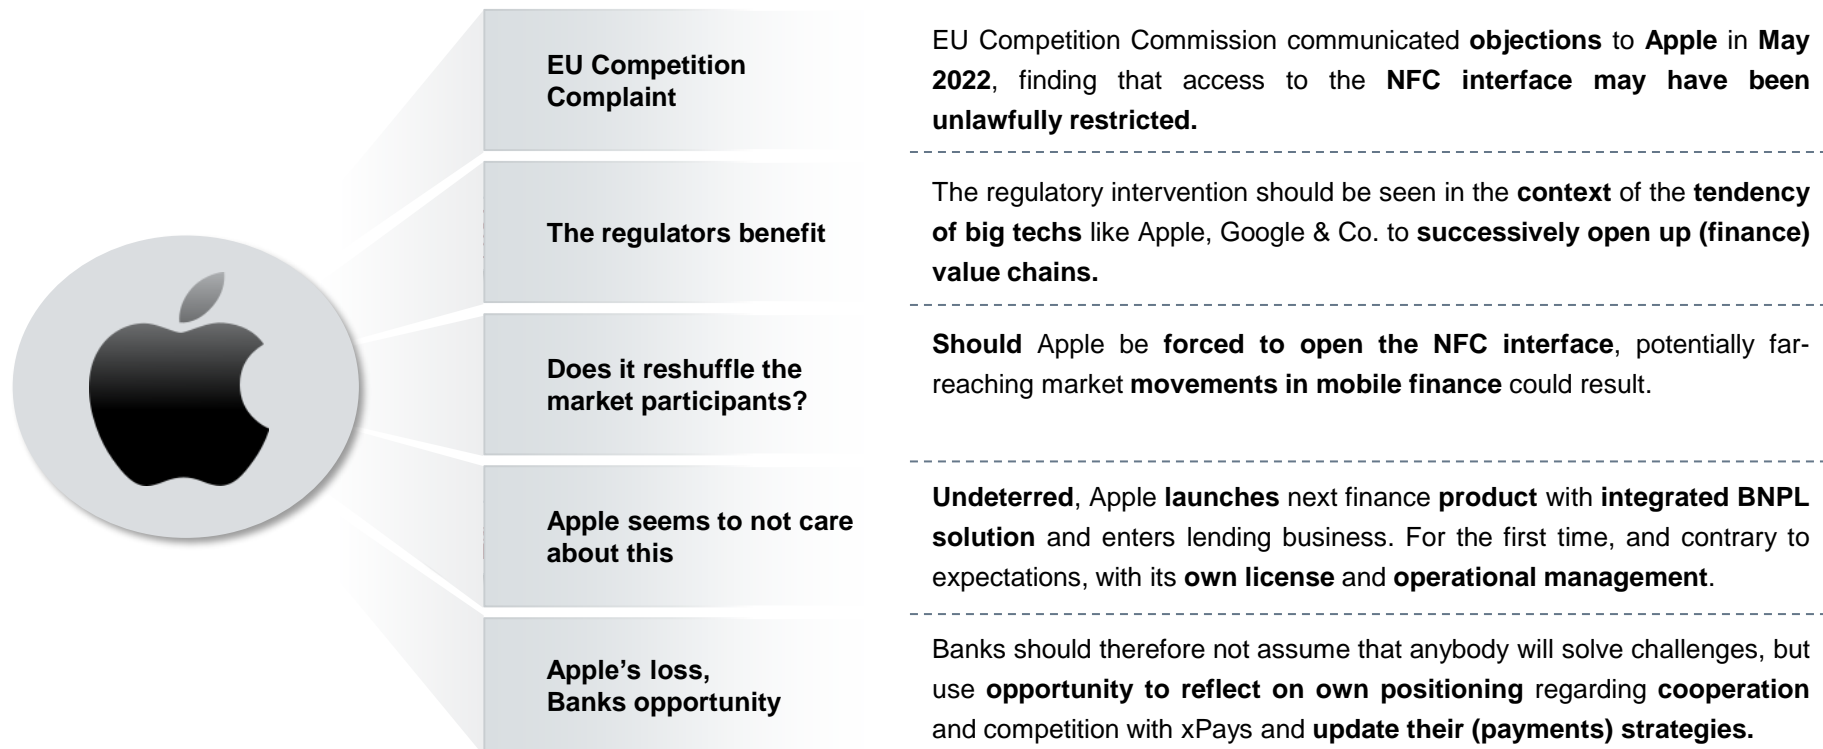 EU Competition
Complaint
EU Competition Commission communicated objections to Apple in May
2022, finding that access to the NFC interface may have been
unlawfully restricted.
The regulators benefit
The regulatory intervention should be seen in the context of the tendency
of big techs like Apple, Google & Co. to successively open up (finance)
value chains.
Does it reshuffle the
market participants?
Should Apple be forced to open the NFC interface, potentially far-
reaching market movements in mobile finance could result.
Apple seems to not care
about this
Undeterred, Apple launches next finance product with integrated BNPL
solution and enters lending business. For the first time, and contrary to
expectations, with its own license and operational management.
Apple’s loss,
Banks opportunity
Banks should therefore not assume that anybody will solve challenges, but
use opportunity to reflect on own positioning regarding cooperation
and competition with xPays and update their (payments) strategies.